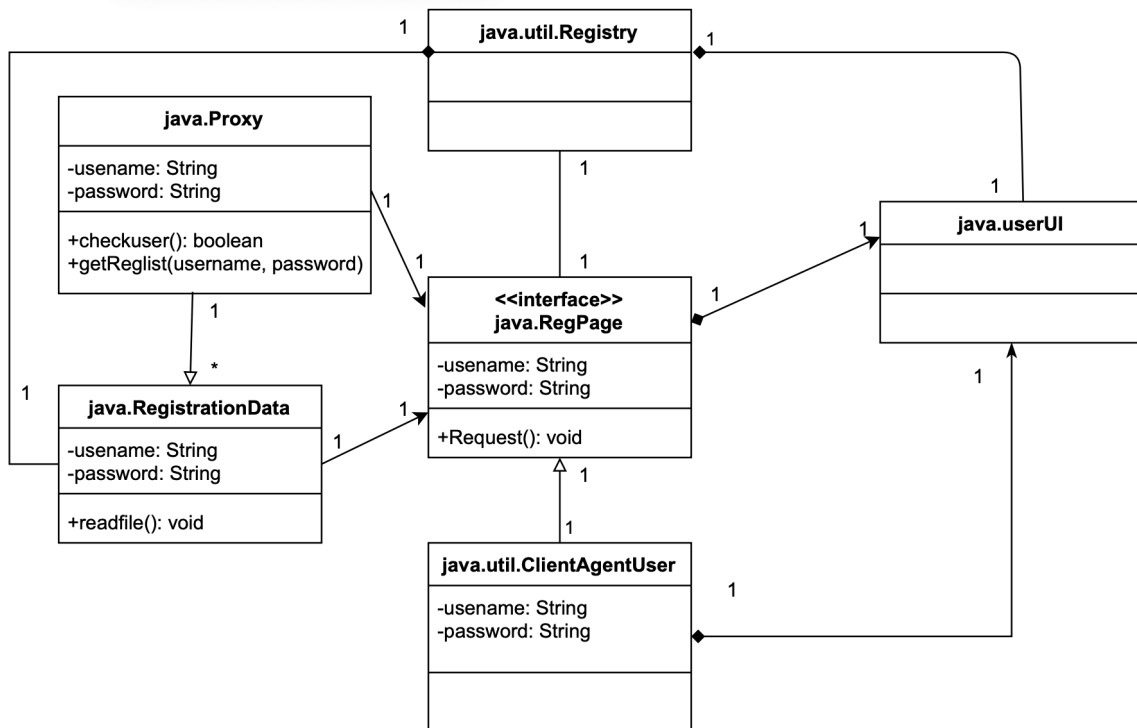 1
java.util.Registry
1
java.Proxy
-usename: String
-password: String
+checkuser(): boolean
+getReglist(username, password)
1
1
1
java.userUI
1
1
1
1
<<interface>>
java.RegPage
-usename: String
-password: String
+Request(): void
1
1
*
1
java.RegistrationData
-usename: String
-password: String
+readfile(): void
1
1
1
1
1
java.util.ClientAgentUser
-usename: String
-password: String
1